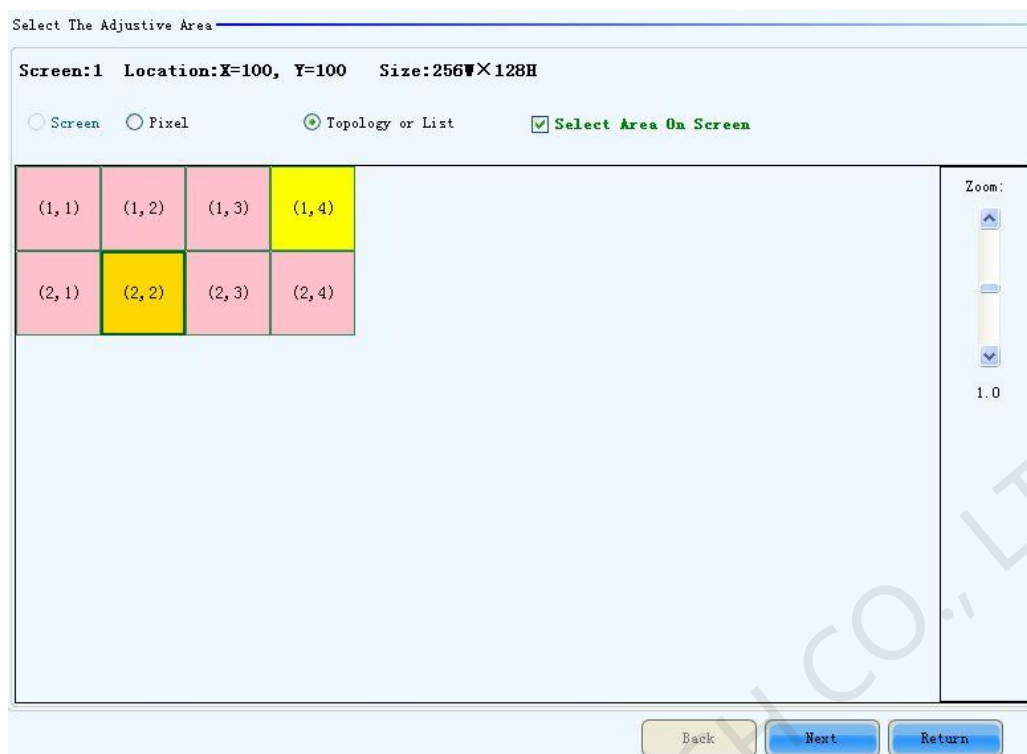 Select The Adjustive Area
Screen:1 Location:X=100, Y=100 Size:256W×128H
Screen Pixel Topology or List Select Area On Screen
Zoom:
(1, 1) (1, 2) (1, 3) (1, 4)
(2, 1) (2, 2) (2, 3) (2, 4)
1.0
Back Next Return
H CO., LT